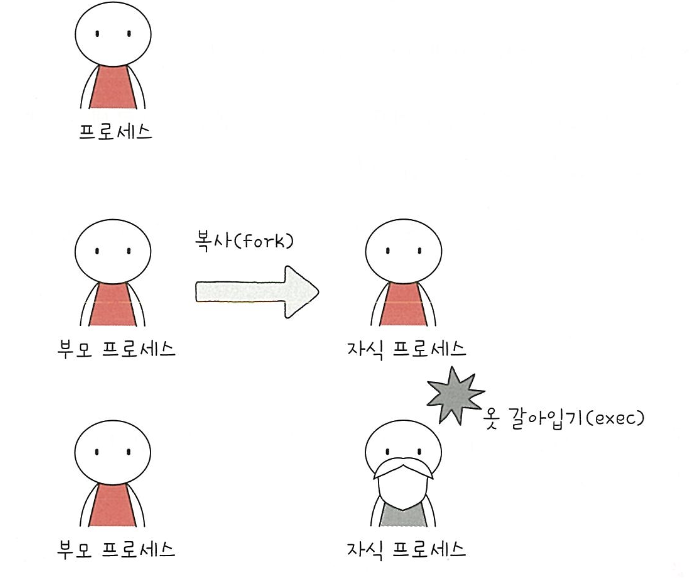 프로세스
복사(fork)
부모 프로세스
자식 프로세스
옷 갈아입기(exec)
부모 프로세스
자식 프로세스